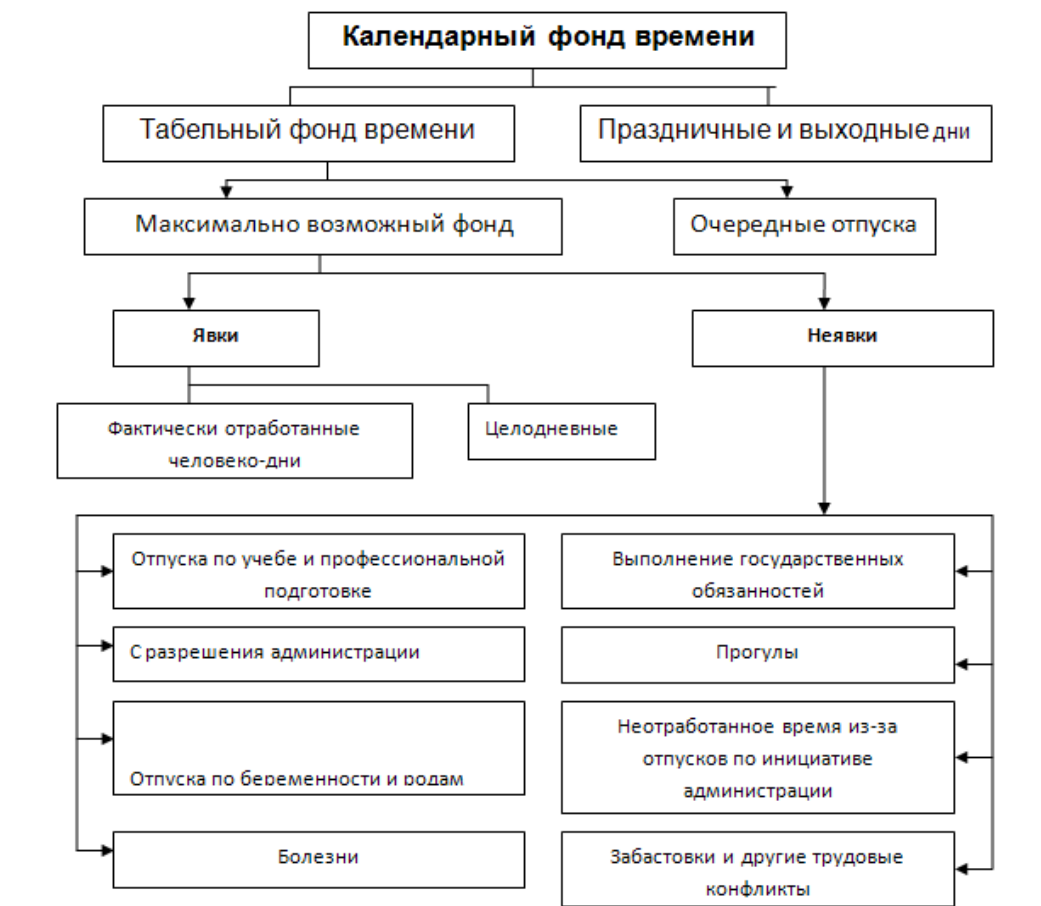 Календарный фонд времени
Табельный фонд времени
Праздничные и выходные дни
Максимально возможный фонд
Очередные отпуска
Явки
Неявки
Фактически отработанные
человеко-дни
Целодневные
Отпуска по учебе и профессиональной
подготовке
Выполнение государственных
обязанностей
С разрешения администрации
Прогулы
Отпуска по беременности и родам
Неотработанное время из-за
отпусков по инициативе
администрации
Болезни
Забастовки и другие трудовые
конфликты